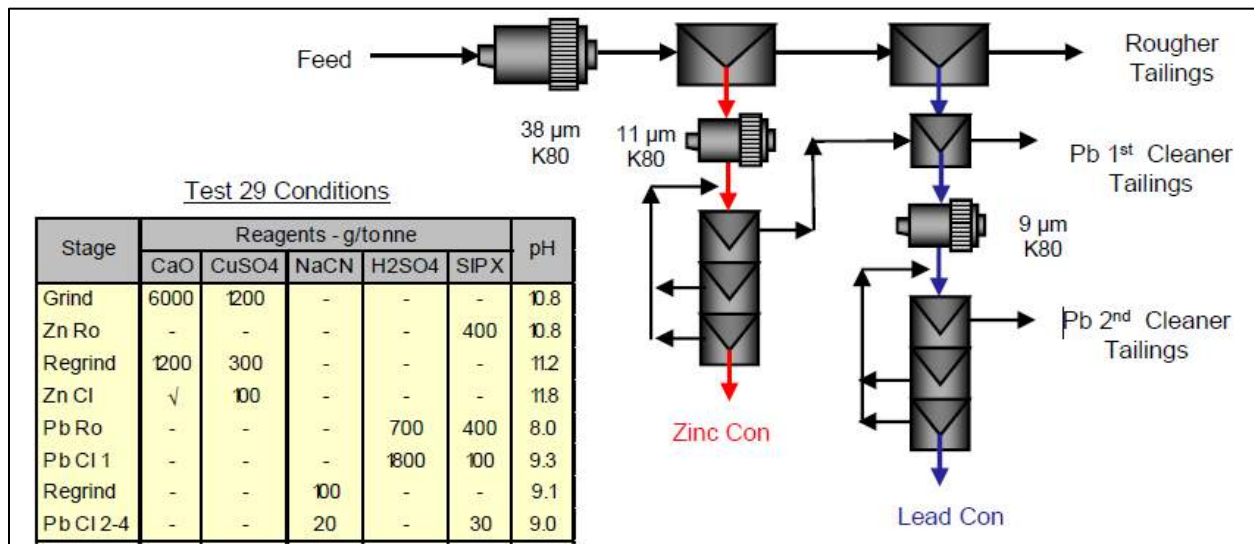 Feed
Rougher
Tailings
38 µm
K80
11 µm
K80
Pb 1st Cleaner
Tailings
9 µm
K80
Pb 2nd Cleaner
Tailings
Zinc Con
Lead Con
Test 29 Conditions
Stage Reagents - g/tonne pH
CaO CuSO4 NaCN H2SO4 SIPX
Grind 6000 1200 - - - 10.8
Zn Ro - - - - 400 10.8
Regrind 1200 300 - - - 11.2
Zn Cl √ 100 - - - 11.8
Pb Ro - - - 700 400 8.0
Pb Cl 1 - - - 1800 100 9.3
Regrind - - 100 - - 9.1
Pb Cl 2-4 - - 20 - 30 9.0